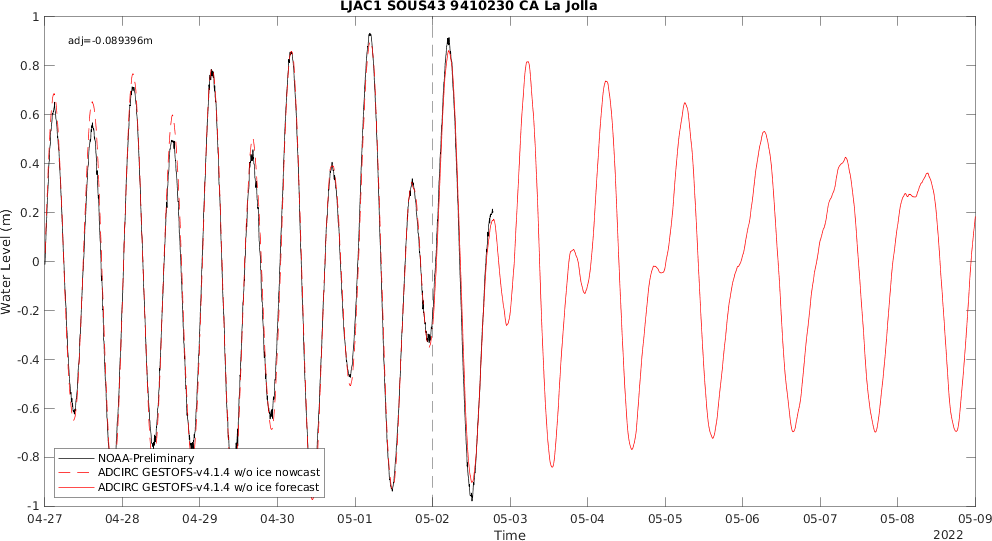 LJAC1 SOUS43 9410230 CA La Jolla
adj=-0.089396m
Water Level (m)
1
0.8
0.6
0.4
0.2
0
-0.2
-0.4
-0.6
-0.8
-1
NOAA-Preliminary
ADCIRC GESTOFS-v4.1.4 w/o ice nowcast
ADCIRC GESTOFS-v4.1.4 w/o ice forecast
04-27 04-28 04-29 04-30 05-01 05-02 05-03 05-04 05-05 05-06 05-07 05-08 05-09
Time
2022